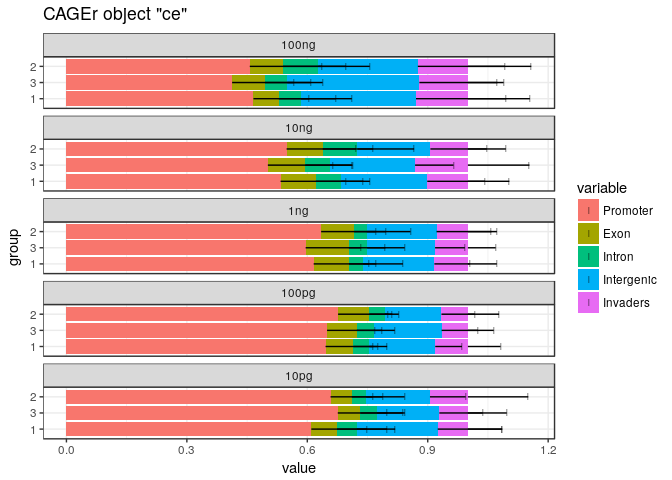 CAGEr object "ce"
100ng
2
3
1
10ng
2
3
1
1ng
2
3
1
100pg
2
3
1
10pg
2
3
1
0.0 0.3 0.6 0.9 1.2
value
group
variable
Promoter
Exon
Intron
Intergenic
Invaders